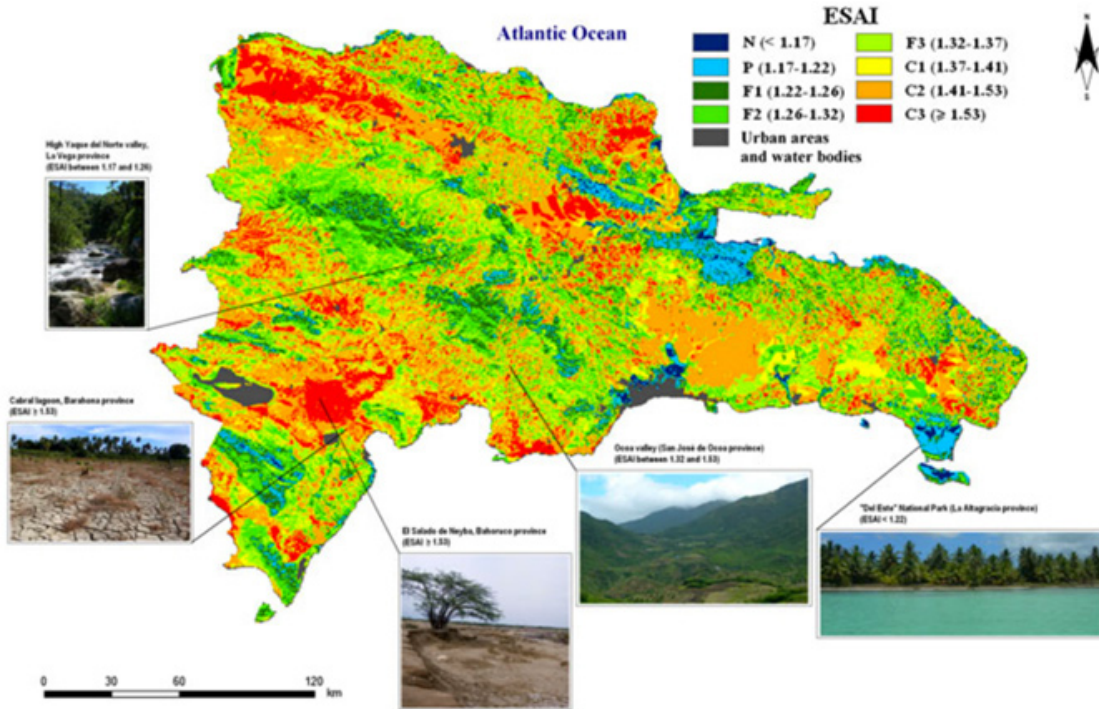 Atlantic Ocean
ESAI
N (< 1.17)
P (1.17-1.22)
F1 (1.22-1.26)
F2 (1.26-1.32)
Urban areas
and water bodies
F3 (1.32-1.37)
C1 (1.37-1.41)
C2 (1.41-1.53)
C3 (≥ 1.53)
N
S
High Yaque del Norte valley,
La Vega province
(ESAI between 1.17 and 1.26)
Cabral lagoon, Barahona province
(ESAI ≥ 1.53)
El Salado de Neyba, Bahoruco province
(ESAI ≥ 1.53)
Ocoa valley (San José de Ocoa province)
(ESAI between 1.32 and 1.53)
"Del Este" National Park (La Altagracia province)
(ESAI < 1.22)
0 30 60 120
km